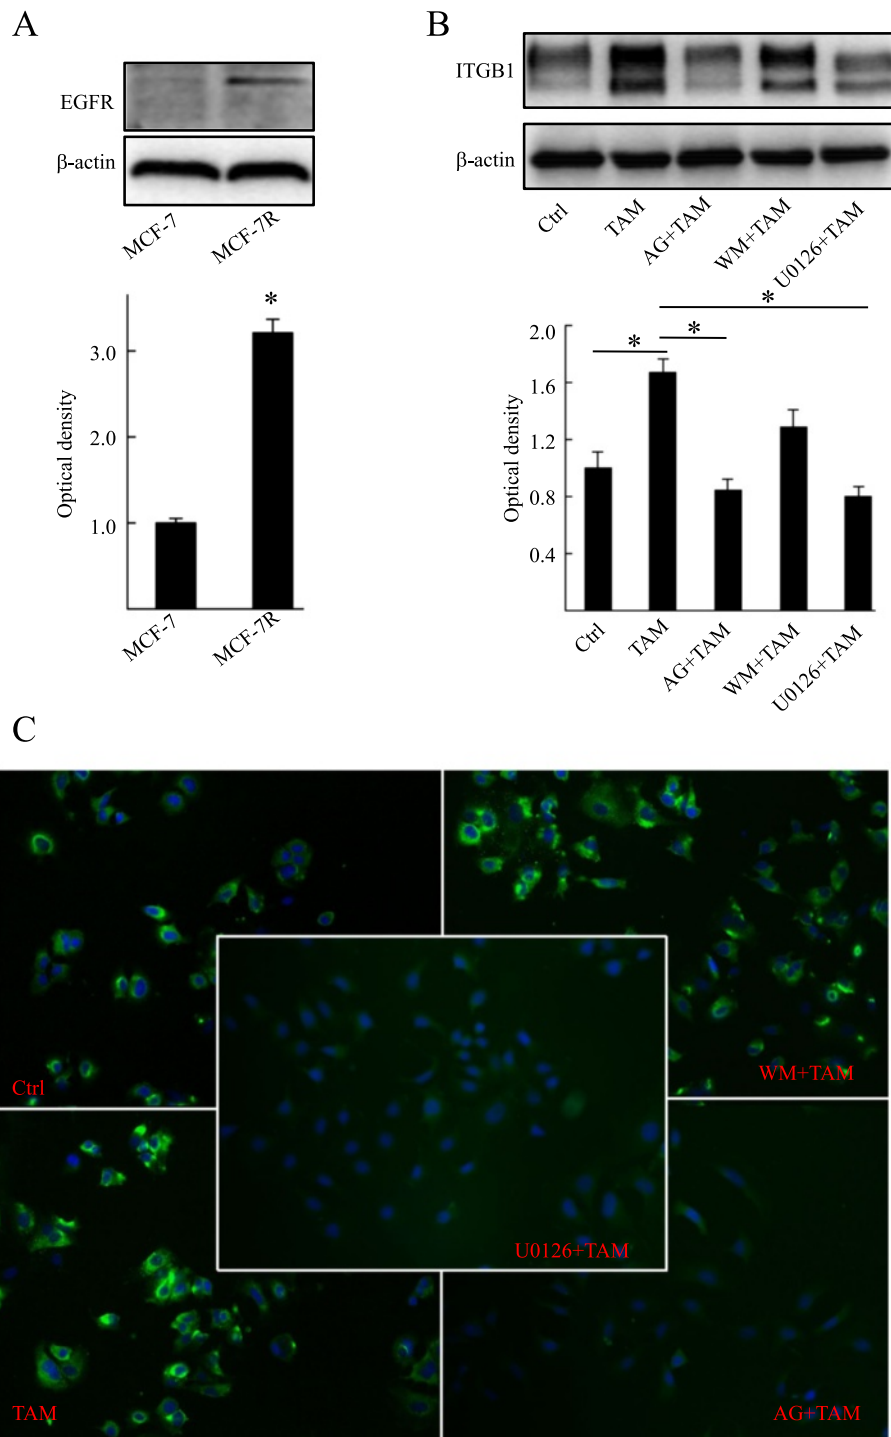 A
EGFR
β-actin
MCF-7
MCF-7R
*
3.0
2.0
1.0
Optical density
MCF-7
MCF-7R
B
ITGB1
β-actin
Ctrl
TAM
AG+TAM
WM+TAM
U0126+TAM
*
*
*
2.0
1.6
1.2
0.8
0.4
Optical density
Ctrl
TAM
AG+TAM
WM+TAM
U0126+TAM
C
Ctrl
WM+TAM
U0126+TAM
TAM
AG+TAM